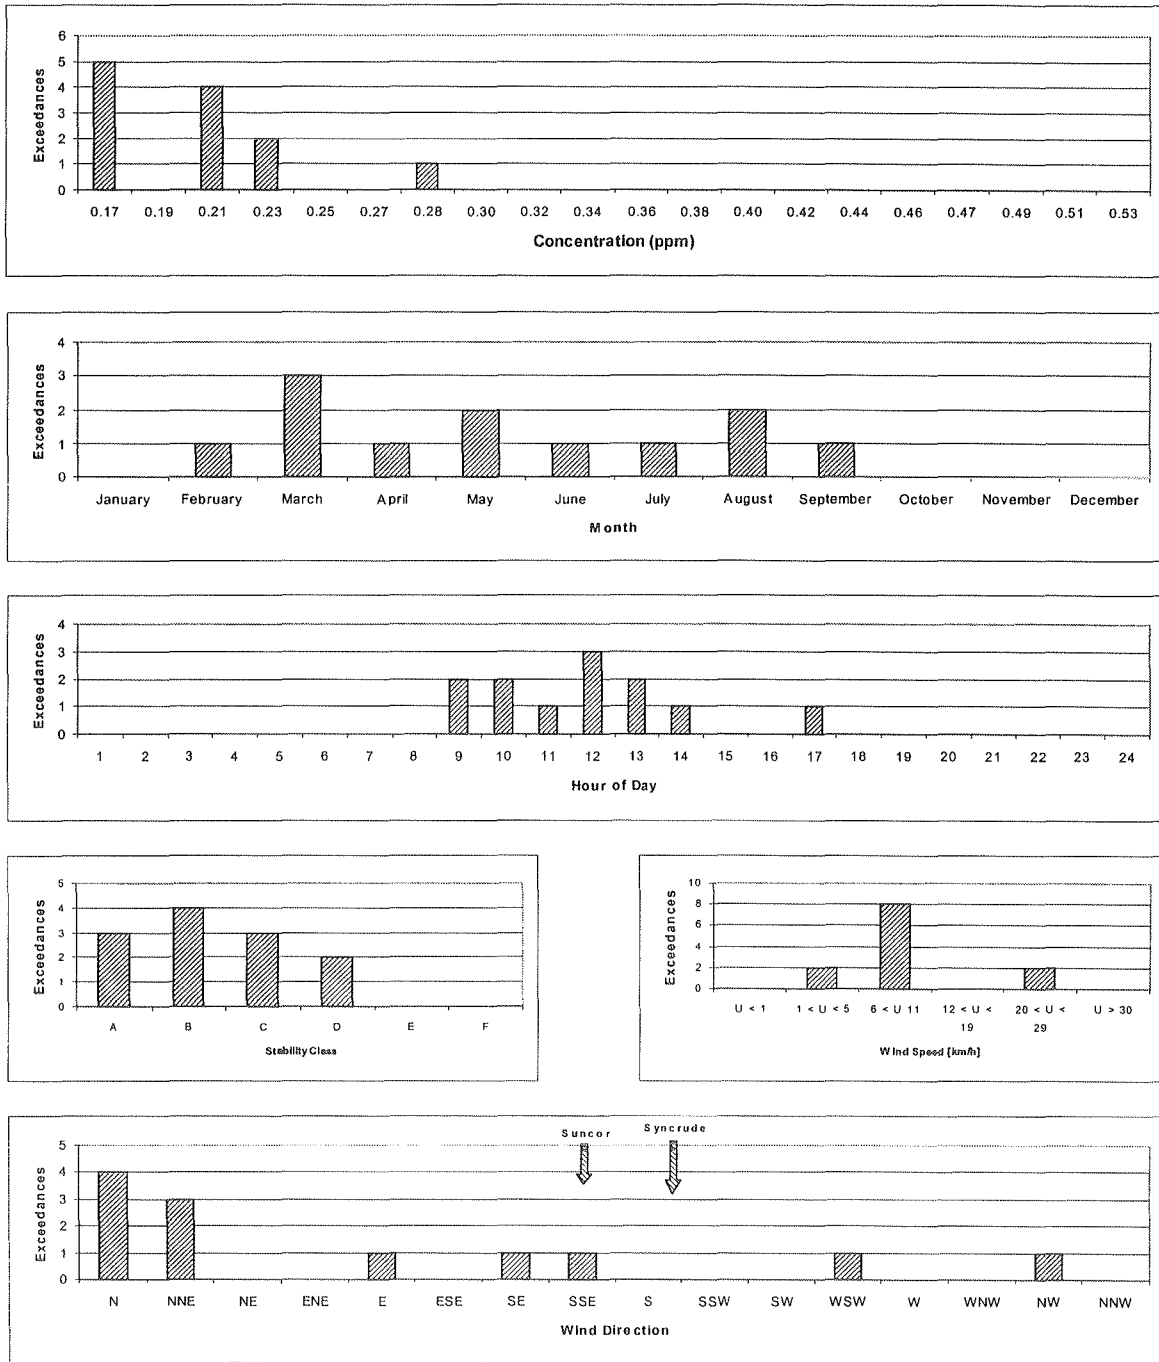 6
5
4
3
2
1
0
Exceedances
0.17 0.19 0.21 0.23 0.25 0.27 0.28 0.30 0.32 0.34 0.36 0.38 0.40 0.42 0.44 0.46 0.47 0.49 0.51 0.53
Concentration (ppm)
4
3
2
1
0
Exceedances
January February March April May June July August September October November December
Month
4
3
2
1
0
Exceedances
1 2 3 4 5 6 7 8 9 10 11 12 13 14 15 16 17 18 19 20 21 22 23 24
Hour of Day
5
4
3
2
1
0
Exceedances
A B C D E F
Stability Class
10
8
6
4
2
0
Exceedances
U < 1 1 < U < 5 6 < U 11 12 < U < 20 < U < U > 30
19 29
Wind Speed [km/h]
Suncor Syncrude
5
4
3
2
1
0
Exceedances
N NNE NE ENE E ESE SE SSE S SSW SW WSW W WNW NW NNW
Wind Direction